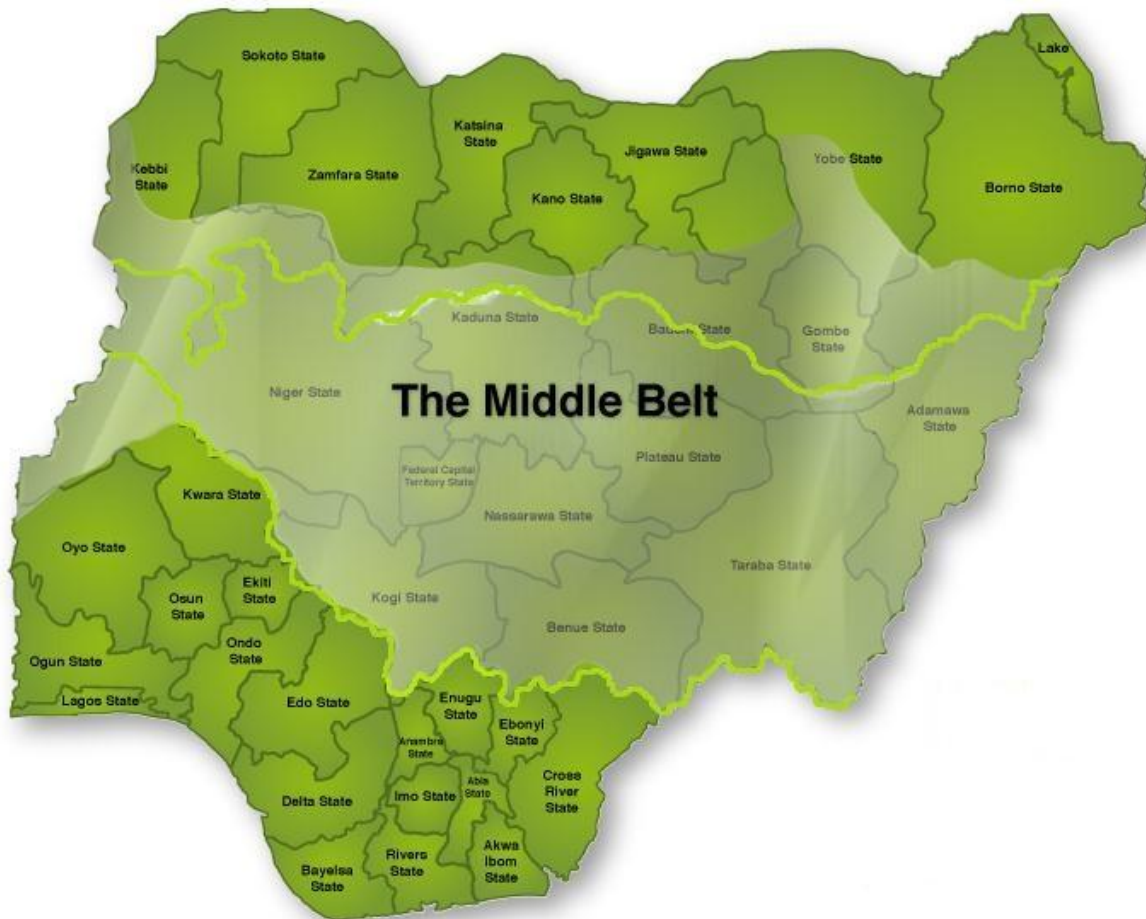 Sokoto State
Lake
Katsina
State
Jigawa State
Yobe State
Kebbi
State
Zamfara State
Kano State
Borno State
Kaduna State
Bauchi State
Gombe
State
Niger State
The Middle Belt
Adamawa
State
Federal Capital
Territory State
Plateau State
Kwara State
Nassarawa State
Oyo State
Taraba State
Osun
State
Ekiti
State
Kogi State
Benue State
Ondo
State
Ogun State
Lagos State
Edo State
Enugu
State
Ebonyi
State
Anambra
State
Delta State
Imo State
Abia
State
Cross
River
State
Bayelsa
State
Rivers
State
Akwa
Ibom
State